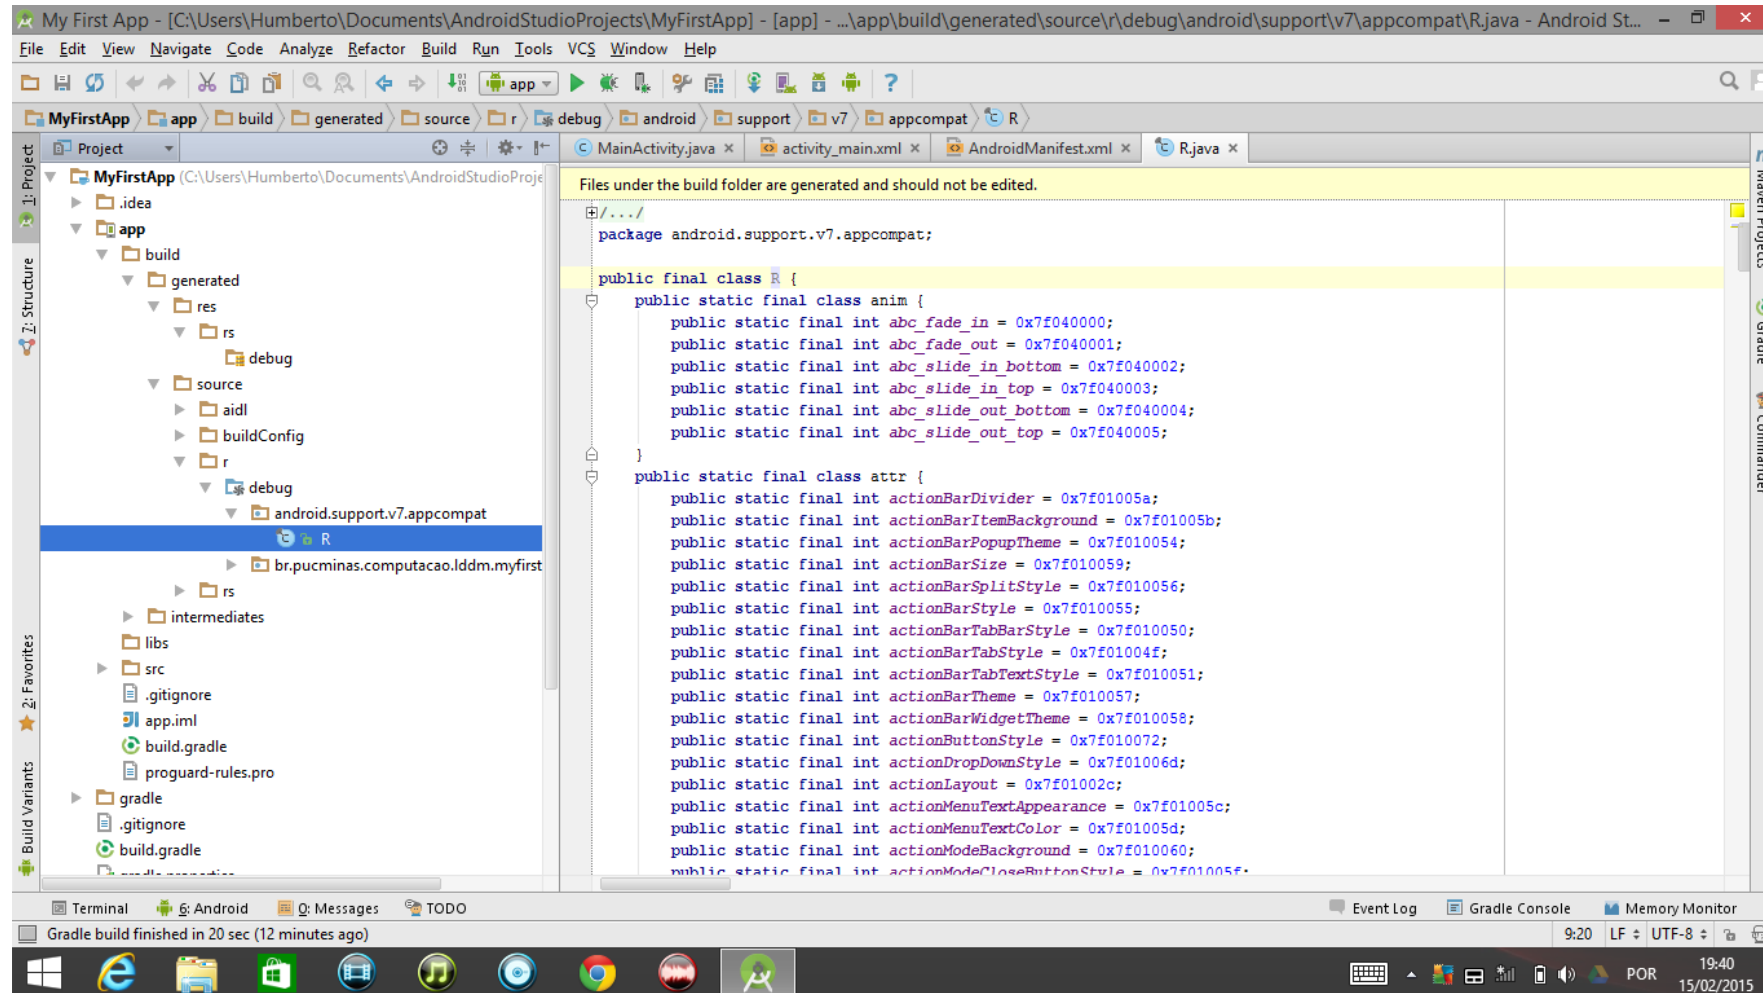 My First App - [C:\Users\Humberto\Documents\AndroidStudioProjects\MyFirstApp] - [app] - ...\app\build\generated\source\r\debug\android\support\v7\appcompat\R.java - Android St...
File Edit View Navigate Code Analyze Refactor Build Run Tools VCS Window Help
app
MyFirstApp app build generated source r debug android support v7 appcompat R
Project
MainActivity.java activity_main.xml AndroidManifest.xml R.java
1: Project
7: Structure
2: Favorites
Build Variants
MyFirstApp (C:\Users\Humberto\Documents\AndroidStudioProje
.idea
app
build
generated
res
rs
debug
source
aidl
buildConfig
r
debug
android.support.v7.appcompat
R
br.pucminas.computacao.lddm.myfirst
rs
intermediates
libs
src
.gitignore
app.iml
build.gradle
proguard-rules.pro
gradle
.gitignore
build.gradle
Files under the build folder are generated and should not be edited.
/.../
package android.support.v7.appcompat;
public final class R {
public static final class anim {
public static final int abc_fade_in = 0x7f040000;
public static final int abc_fade_out = 0x7f040001;
public static final int abc_slide_in_bottom = 0x7f040002;
public static final int abc_slide_in_top = 0x7f040003;
public static final int abc_slide_out_bottom = 0x7f040004;
public static final int abc_slide_out_top = 0x7f040005;
}
public static final class attr {
public static final int actionBarDivider = 0x7f01005a;
public static final int actionBarItemBackground = 0x7f01005b;
public static final int actionBarPopupTheme = 0x7f010054;
public static final int actionBarSize = 0x7f010059;
public static final int actionBarSplitStyle = 0x7f010056;
public static final int actionBarStyle = 0x7f010055;
public static final int actionBarTabBarStyle = 0x7f010050;
public static final int actionBarTabStyle = 0x7f01004f;
public static final int actionBarTabTextStyle = 0x7f010051;
public static final int actionBarTheme = 0x7f010057;
public static final int actionBarWidgetTheme = 0x7f010058;
public static final int actionButtonStyle = 0x7f010072;
public static final int actionDropDownStyle = 0x7f01006d;
public static final int actionLayout = 0x7f01002c;
public static final int actionMenuTextAppearance = 0x7f01005c;
public static final int actionMenuTextColor = 0x7f01005d;
public static final int actionModeBackground = 0x7f010060;
public static final int actionModeCloseButtonStyle = 0x7f01005f;
Maven Projects
Gradle
Commander
Terminal 6: Android 0: Messages TODO Event Log Gradle Console Memory Monitor
Gradle build finished in 20 sec (12 minutes ago) 9:20 LF UTF-8
POR 19:40
15/02/2015